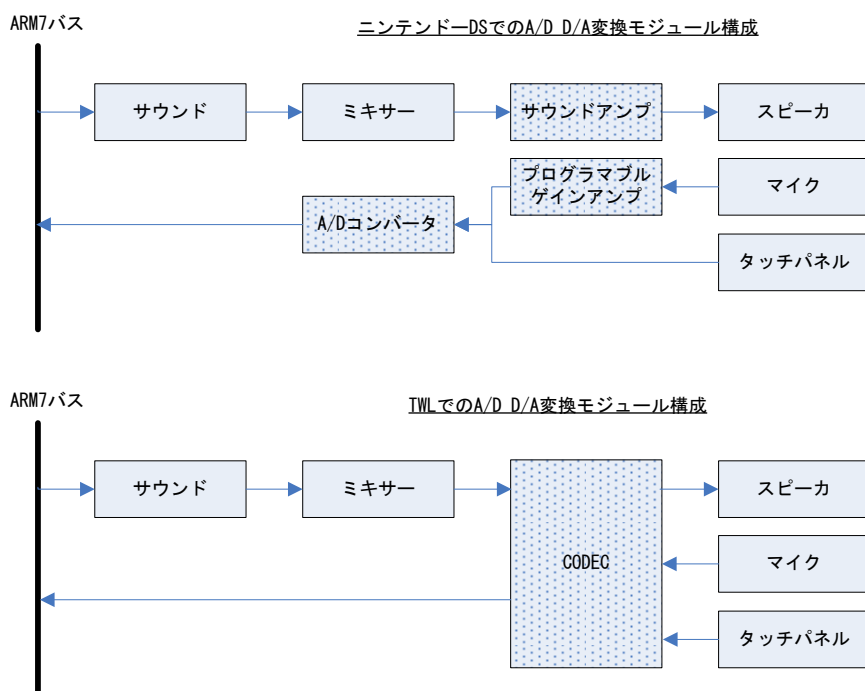 ARM7バス
ニンテンドーDSでのA/D D/A変換モジュール構成
サウンド
ミキサー
サウンドアンプ
スピーカ
プログラマブル
ゲインアンプ
マイク
A/Dコンバータ
タッチパネル
ARM7バス
TWLでのA/D D/A変換モジュール構成
サウンド
ミキサー
CODEC
スピーカ
マイク
タッチパネル